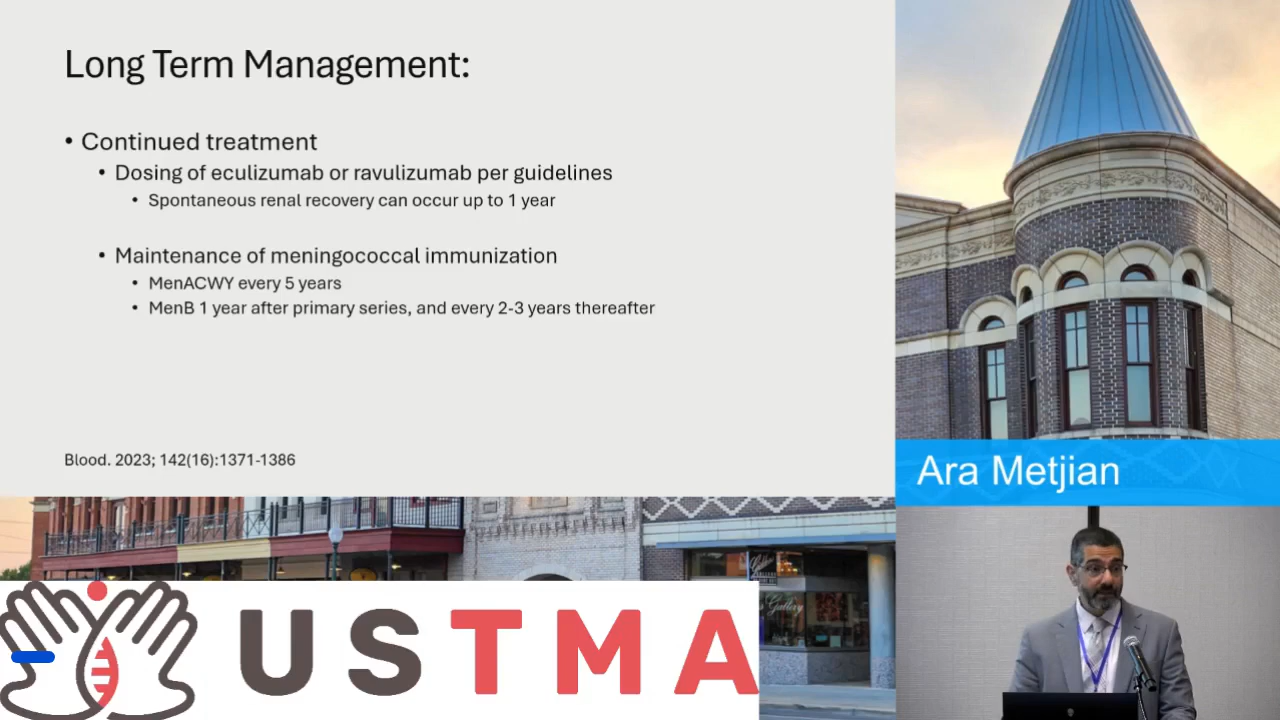 Long Term Management:
• Continued treatment
• Dosing of eculizumab or ravulizumab per guidelines
• Spontaneous renal recovery can occur up to 1 year
• Maintenance of meningococcal immunization
• MenACWY every 5 years
• MenB 1 year after primary series, and every 2-3 years thereafter
Blood. 2023; 142(16):1371-1386
Ara Metjian
Gallery
USTMA